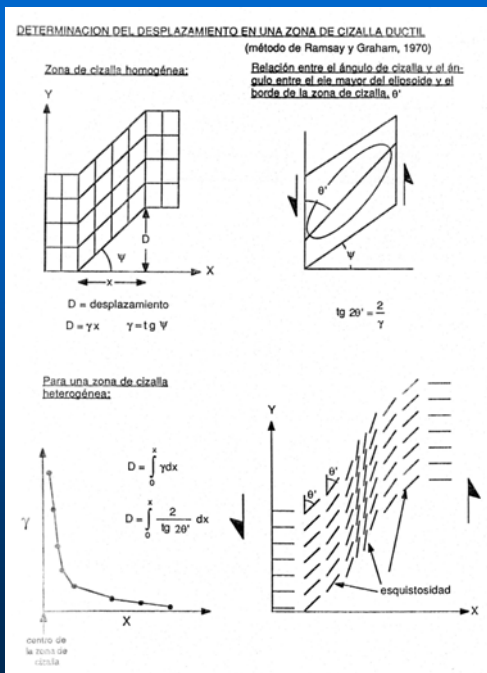 DETERMINACION DEL DESPLAZAMIENTO EN UNA ZONA DE CIZALLA DUCTIL
(método de Ramsay y Graham, 1970)
Zona de cizalla homogénea:
Y
D
ψ
x
X
D = desplazamiento
D = γx γ = tg Ψ
Relación entre el ángulo de cizalla y el án-
gulo entre el eje mayor del elipsoide y el
borde de la zona de cizalla, θ'
θ'
ψ
tg 2θ' = 2/γ
Para una zona de cizalla
heterogénea:
D = ∫₀ˣ γdx
D = ∫₀ˣ 2/tg 2θ' dx
γ
X
centro de
la zona de
cizalla
Y
θ'
θ'
esquistosidad
X